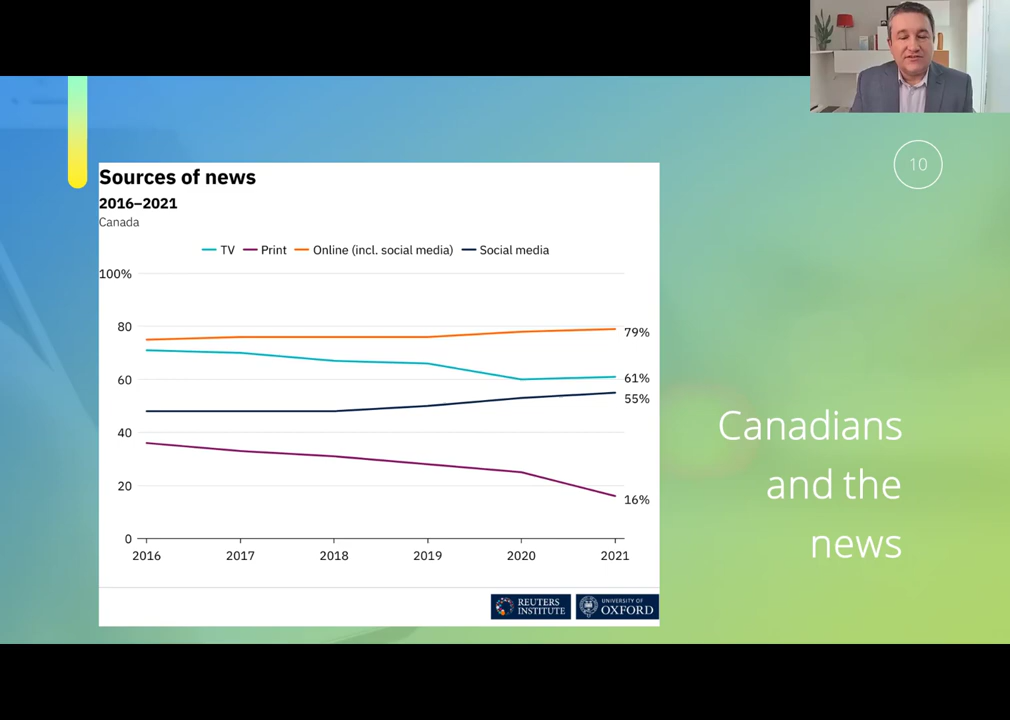 10
Sources of news
2016–2021
Canada
TV Print Online (incl. social media) Social media
100%
80
79%
61%
60
55%
40
20
16%
0
2016 2017 2018 2019 2020 2021
REUTERS
INSTITUTE
UNIVERSITY OF
OXFORD
Canadians
and the
news